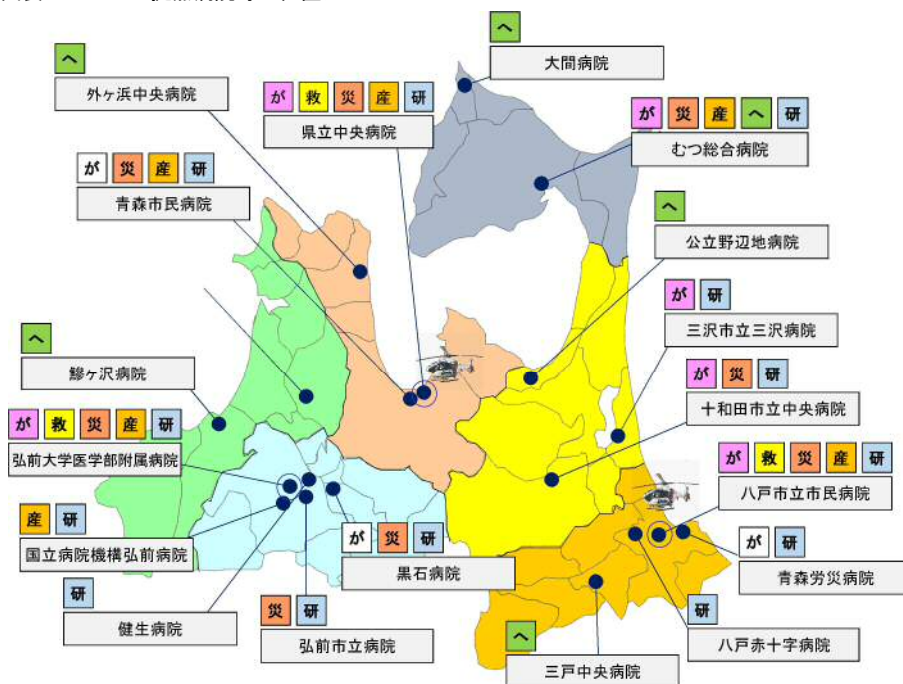 へ
大間病院
へ
外ヶ浜中央病院
が 救 災 産 研
県立中央病院
が 災 産 へ 研
むつ総合病院
が 災 産 研
青森市民病院
へ
公立野辺地病院
が 研
三沢市立三沢病院
へ
鰺ヶ沢病院
が 災 研
十和田市立中央病院
が 救 災 産 研
弘前大学医学部附属病院
が 救 災 産 研
八戸市立市民病院
産 研
国立病院機構弘前病院
が 災 研
黒石病院
が 研
青森労災病院
研
健生病院
災 研
弘前市立病院
研
八戸赤十字病院
へ
三戸中央病院